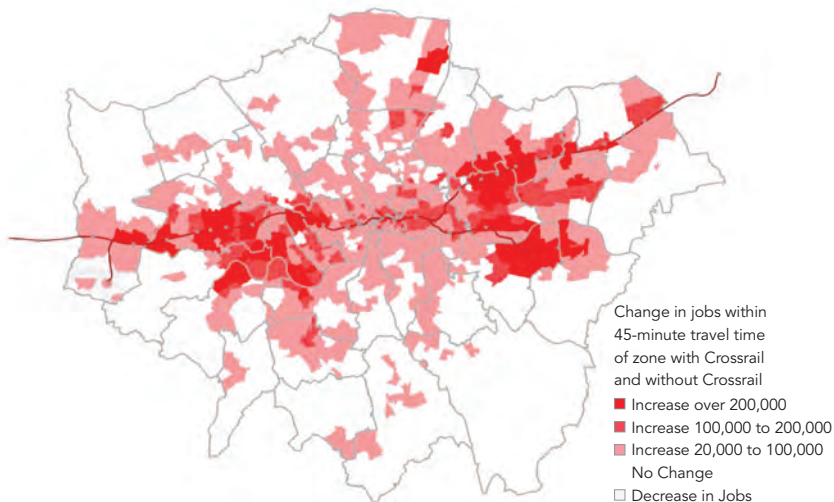 Change in jobs within
45-minute travel time
of zone with Crossrail
and without Crossrail
Increase over 200,000
Increase 100,000 to 200,000
Increase 20,000 to 100,000
No Change
Decrease in Jobs